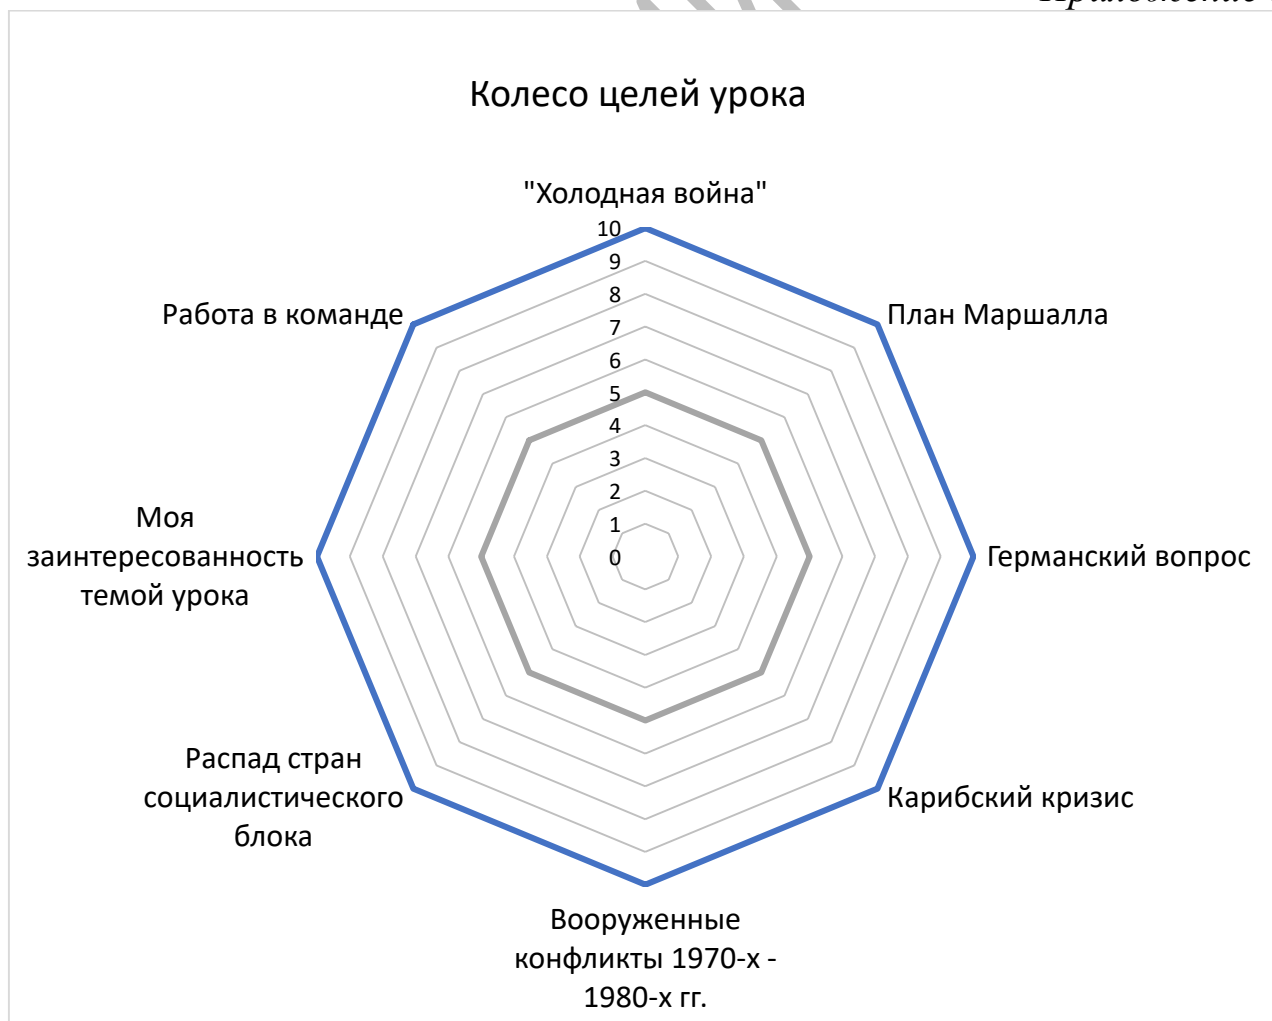 Приложение
Колесо целей урока
"Холодная война"
10
9
8
7
6
5
4
3
2
1
0
План Маршалла
Германский вопрос
Карибский кризис
Вооруженные
конфликты 1970-х -
1980-х гг.
Распад стран
социалистического
блока
Моя
заинтересованность
темой урока
Работа в команде